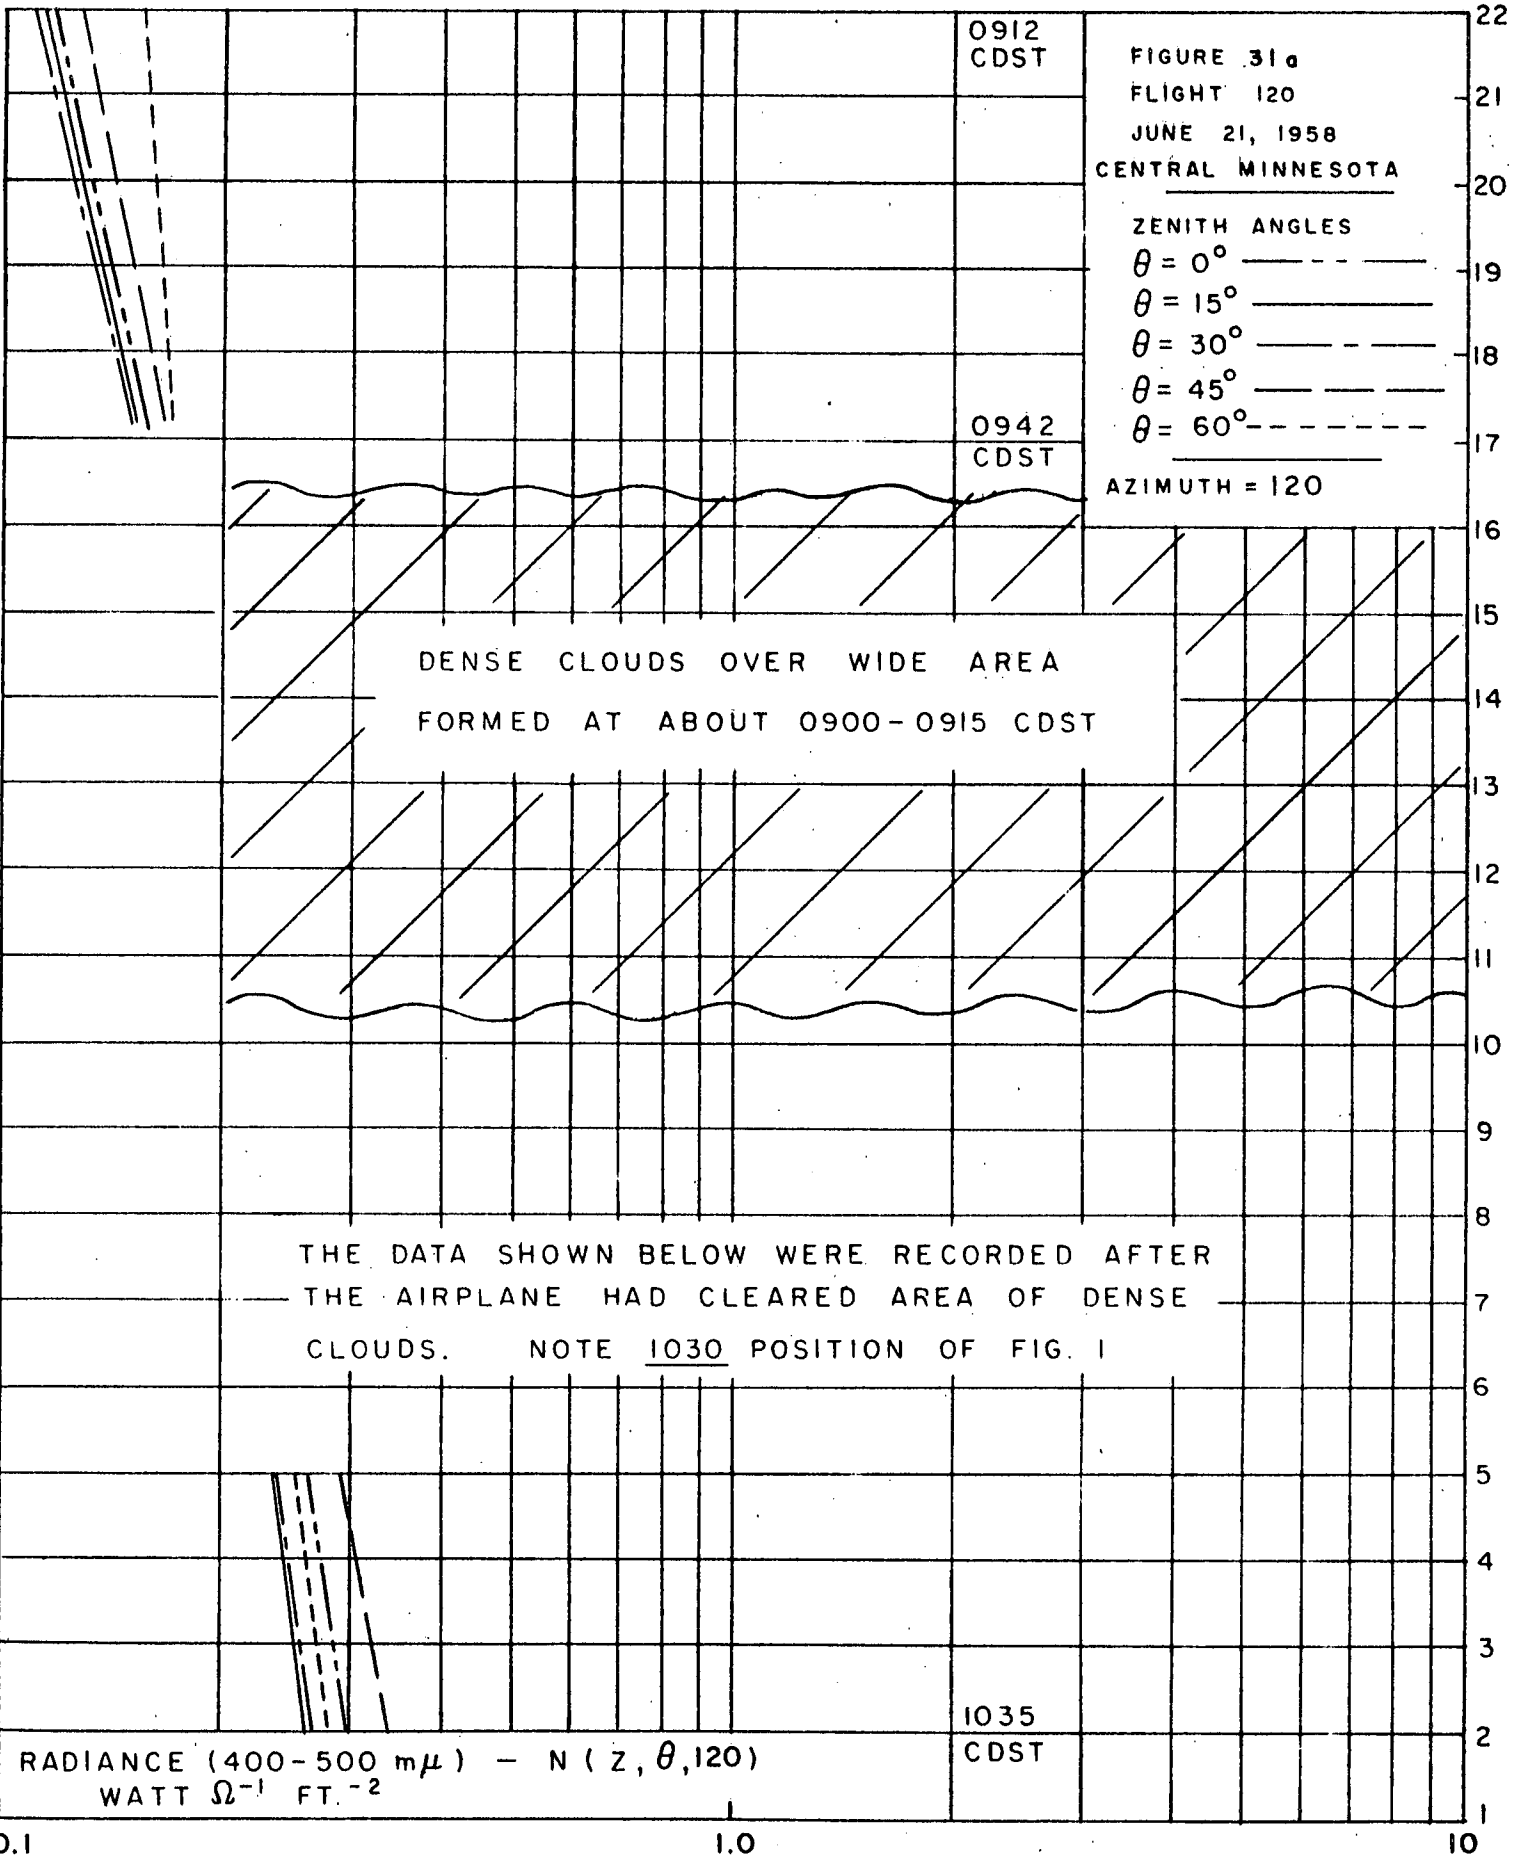 0912
CDST
FIGURE 31a
FLIGHT 120
JUNE 21, 1958
CENTRAL MINNESOTA
ZENITH ANGLES
θ = 0°
θ = 15°
θ = 30°
θ = 45°
θ = 60°
AZIMUTH = 120
0942
CDST
DENSE CLOUDS OVER WIDE AREA
FORMED AT ABOUT 0900-0915 CDST
THE DATA SHOWN BELOW WERE RECORDED AFTER
THE AIRPLANE HAD CLEARED AREA OF DENSE
CLOUDS. NOTE 1030 POSITION OF FIG. 1
1035
CDST
RADIANCE (400-500 mμ) – N ( Z, θ, 120)
WATT Ω⁻¹ FT.⁻²
22
21
20
19
18
17
16
15
14
13
12
11
10
9
8
7
6
5
4
3
2
1
0.1
1.0
10